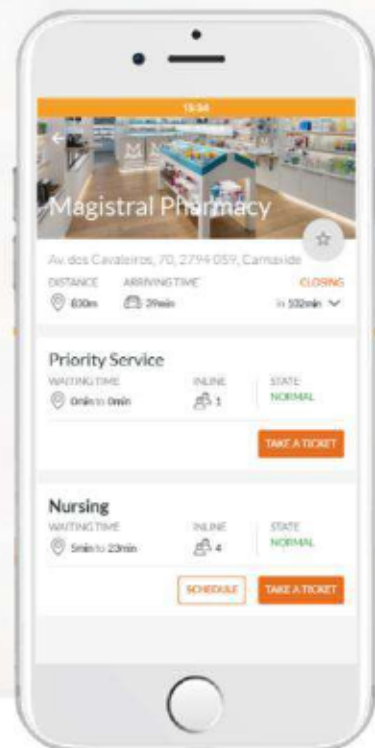 15:34
Magistral Pharmacy
Av. dos Cavaleiros, 70, 2794-059, Carnaxide
DISTANCE ARRIVING TIME CLOSING
830m 39min in 102min
Priority Service
WAITING TIME INLINE STATE
0min to 0min 1 NORMAL
TAKE A TICKET
Nursing
WAITING TIME INLINE STATE
5min to 23min 4 NORMAL
SCHEDULE TAKE A TICKET